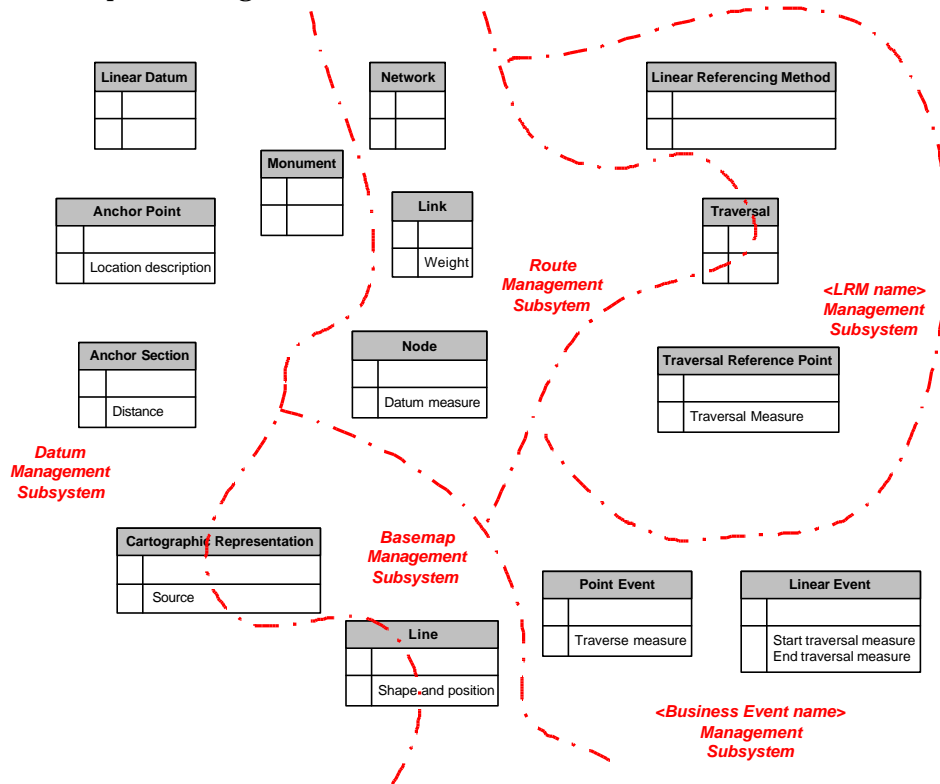 Linear Datum
Network
Linear Referencing Method
Monument
Anchor Point
Location description
Link
Weight
Traversal
Route
Management
Subsytem
<LRM name>
Management
Subsystem
Anchor Section
Distance
Node
Datum measure
Traversal Reference Point
Traversal Measure
Datum
Management
Subsystem
Cartographic Representation
Source
Basemap
Management
Subsystem
Point Event
Traverse measure
Linear Event
Start traversal measure
End traversal measure
Line
Shape and position
<Business Event name>
Management
Subsystem